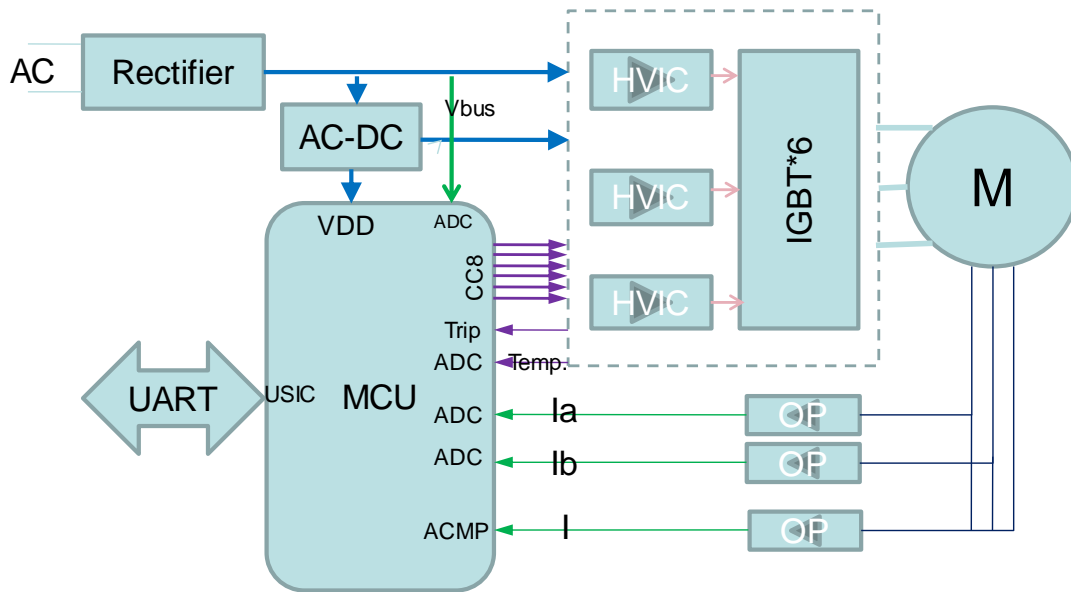 AC
Rectifier
HVIC
Vbus
AC-DC
IGBT*6
M
HVIC
VDD
ADC
CC8
HVIC
Trip
ADC
Temp.
UART
USIC
MCU
ADC
Ia
OP
ADC
Ib
OP
ACMP
I
OP